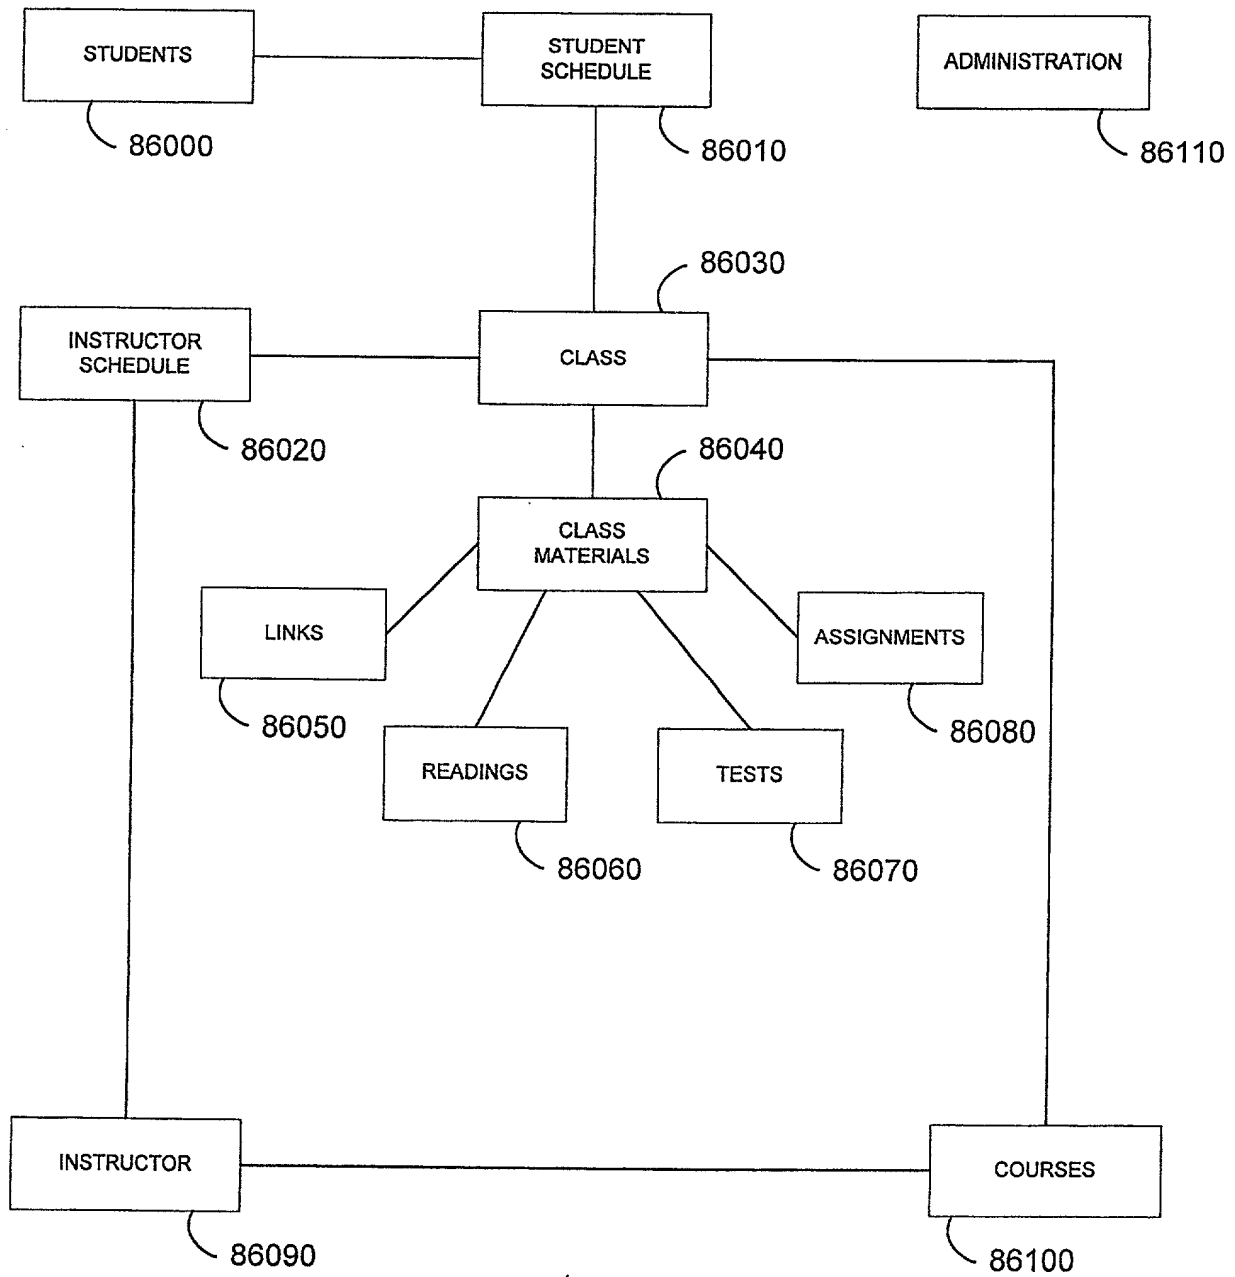 STUDENTS
86000
STUDENT
SCHEDULE
86010
ADMINISTRATION
86110
86030
INSTRUCTOR
SCHEDULE
86020
CLASS
86040
CLASS
MATERIALS
LINKS
86050
ASSIGNMENTS
86080
READINGS
86060
TESTS
86070
INSTRUCTOR
86090
COURSES
86100